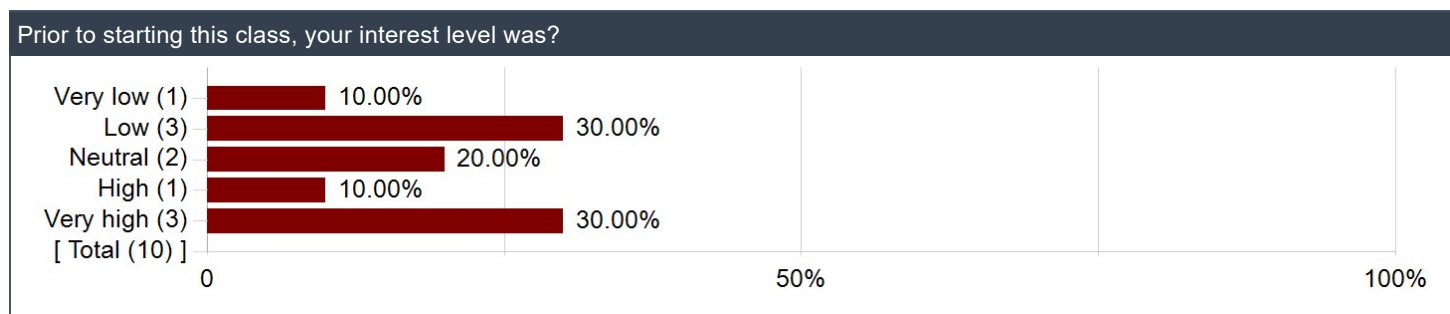 Prior to starting this class, your interest level was?
Very low (1) 10.00%
Low (3) 30.00%
Neutral (2) 20.00%
High (1) 10.00%
Very high (3) 30.00%
[ Total (10) ]
0 50% 100%